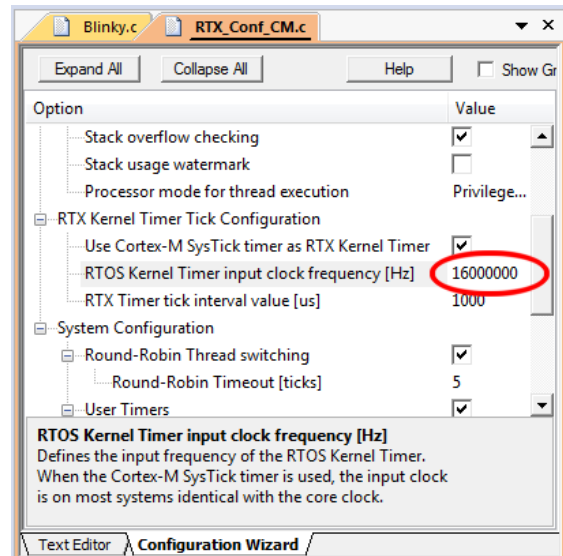 Blinky.c RTX_Conf_CM.c
Expand All Collapse All Help Show Gr
Option Value
Stack overflow checking
Stack usage watermark
Processor mode for thread execution Privilege...
RTX Kernel Timer Tick Configuration
Use Cortex-M SysTick timer as RTX Kernel Timer
RTOS Kernel Timer input clock frequency [Hz] 16000000
RTX Timer tick interval value [us] 1000
System Configuration
Round-Robin Thread switching
Round-Robin Timeout [ticks] 5
User Timers
RTOS Kernel Timer input clock frequency [Hz]
Defines the input frequency of the RTOS Kernel Timer.
When the Cortex-M SysTick timer is used, the input clock
is on most systems identical with the core clock.
Text Editor Configuration Wizard